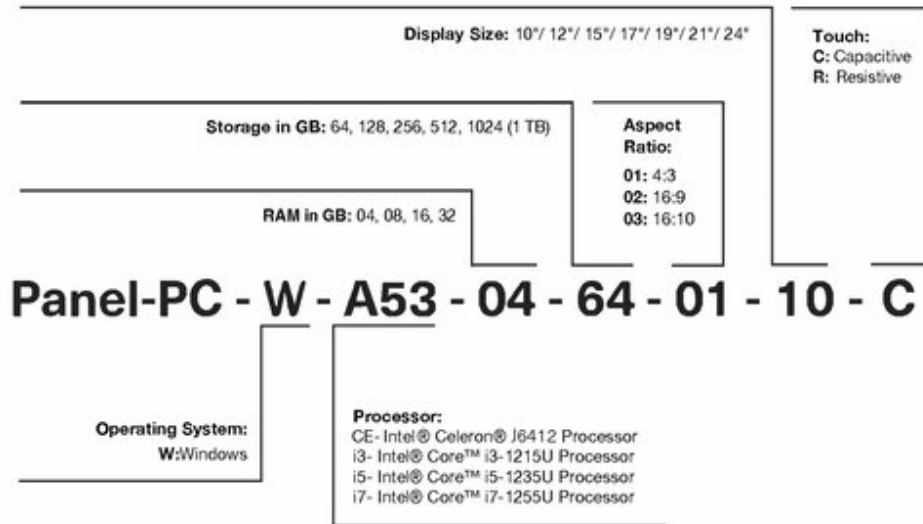 Display Size: 10"/ 12"/ 15"/ 17"/ 19"/ 21"/ 24"
Touch:
C: Capacitive
R: Resistive
Storage in GB: 64, 128, 256, 512, 1024 (1 TB)
Aspect
Ratio:
01: 4:3
02: 16:9
03: 16:10
RAM in GB: 04, 08, 16, 32
Panel-PC - W - A53 - 04 - 64 - 01 - 10 - C
Operating System:
W:Windows
Processor:
CE- Intel® Celeron® J6412 Processor
i3- Intel® Core™ i3-1215U Processor
i5- Intel® Core™ i5-1235U Processor
i7- Intel® Core™ i7-1255U Processor